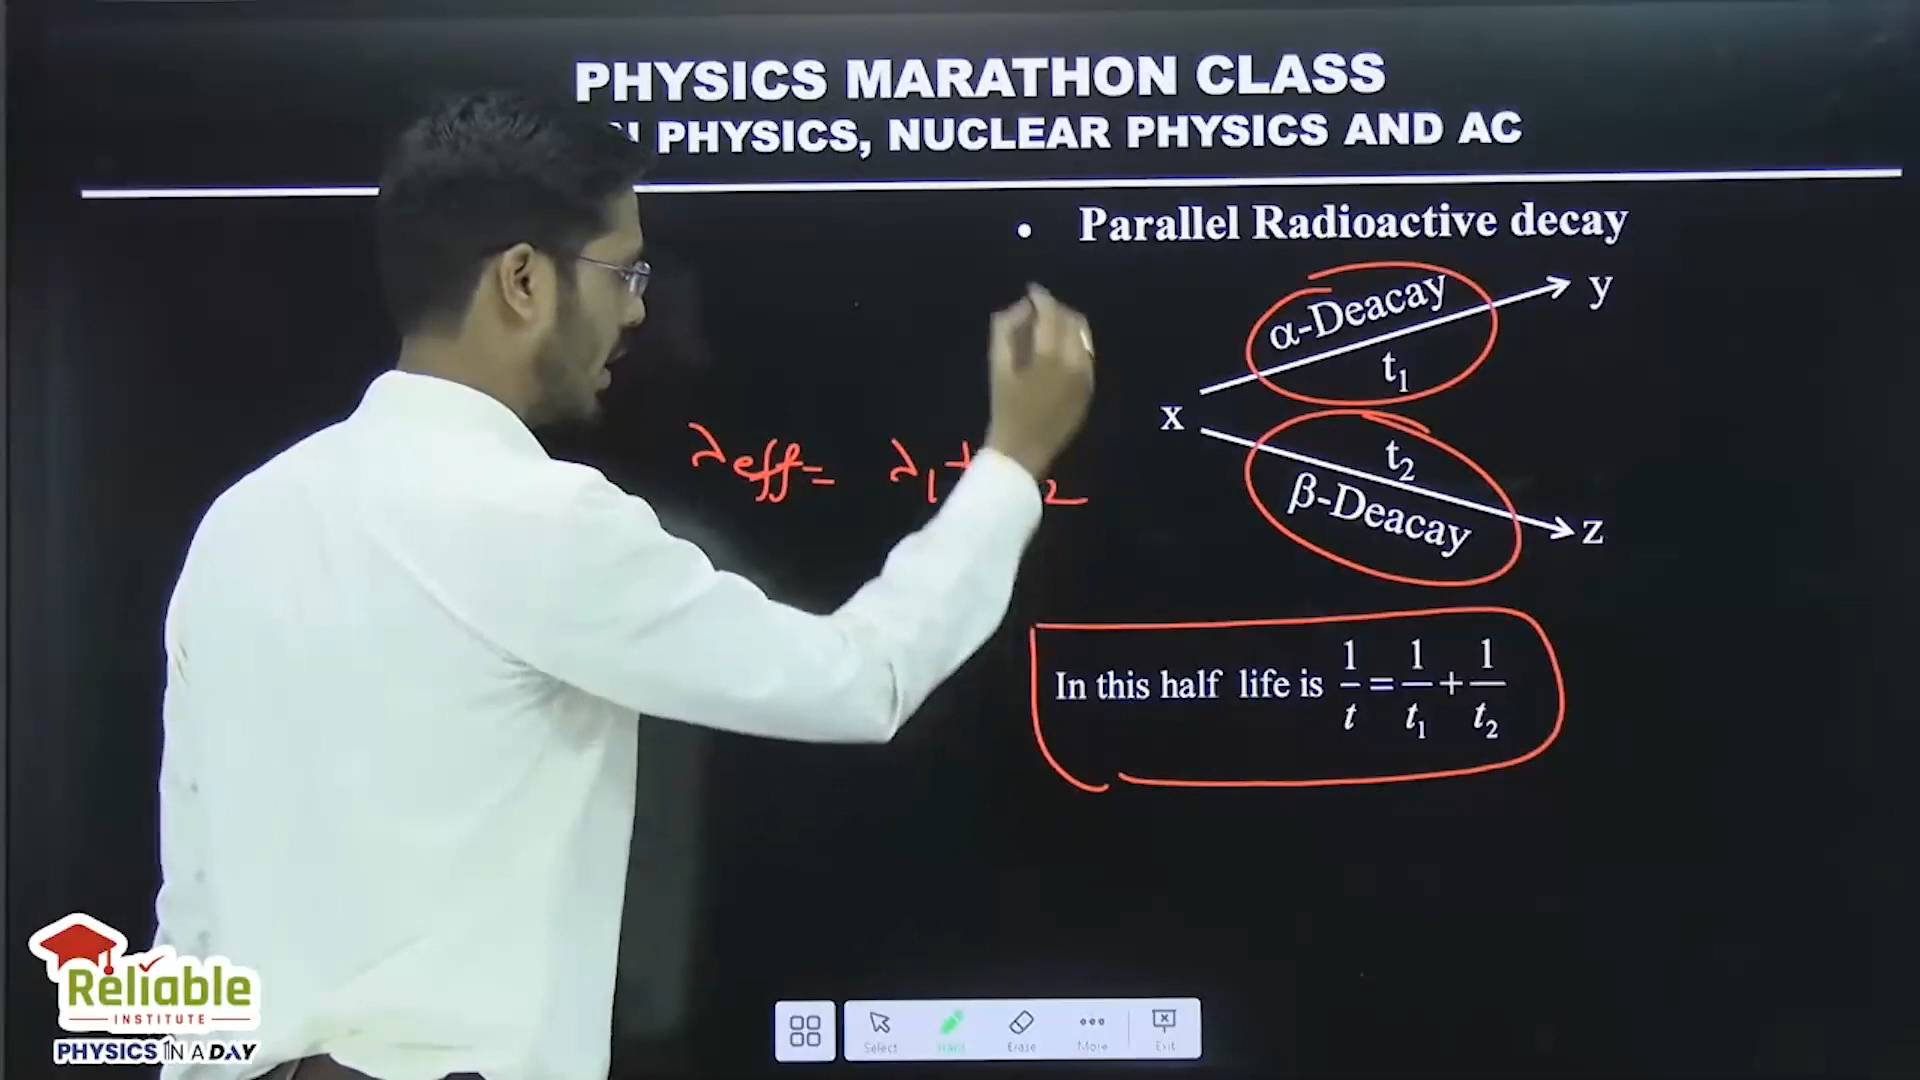 PHYSICS MARATHON CLASS
PHYSICS, NUCLEAR PHYSICS AND AC
• Parallel Radioactive decay
α-Deacay
y
t₁
x
t₂
β-Deacay
z
λeff = λ₁+ ₂
In this half life is 1/t = 1/t₁ + 1/t₂
Reliable
INSTITUTE
PHYSICS IN A DAY
Select
Erase
More
Exit